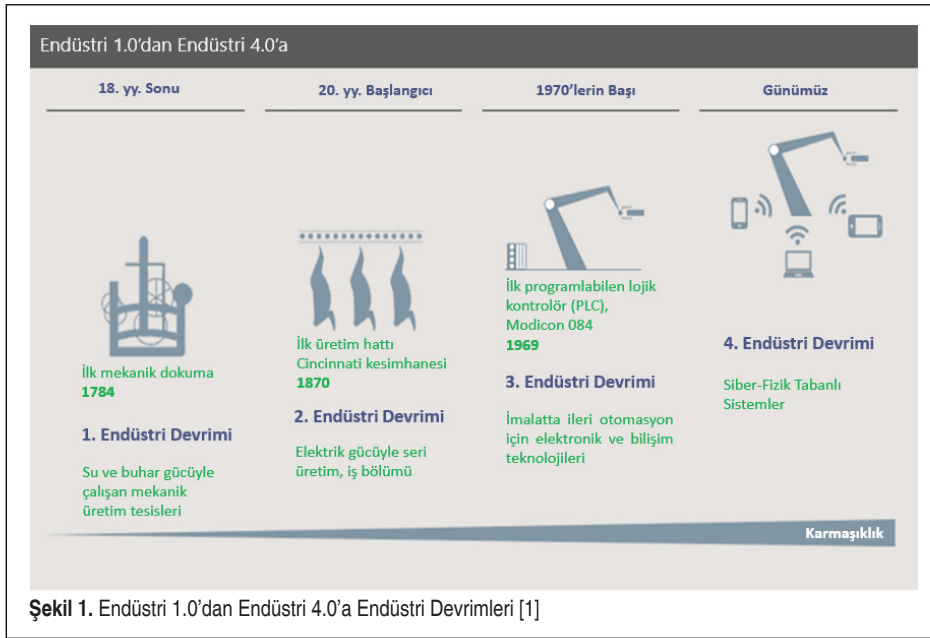 Endüstri 1.0'dan Endüstri 4.0'a
18. yy. Sonu
İlk mekanik dokuma
1784
1. Endüstri Devrimi
Su ve buhar gücüyle
çalışan mekanik
üretim tesisleri
20. yy. Başlangıcı
İlk üretim hattı
Cincinnati kesimhanesi
1870
2. Endüstri Devrimi
Elektrik gücüyle seri
üretim, iş bölümü
1970'lerin Başı
İlk programlabilen lojik
kontrolör (PLC),
Modicon 084
1969
3. Endüstri Devrimi
İmalatta ileri otomasyon
için elektronik ve bilişim
teknolojileri
Günümüz
4. Endüstri Devrimi
Siber-Fizik Tabanlı
Sistemler
Karmaşıklık
Şekil 1. Endüstri 1.0'dan Endüstri 4.0'a Endüstri Devrimleri [1]